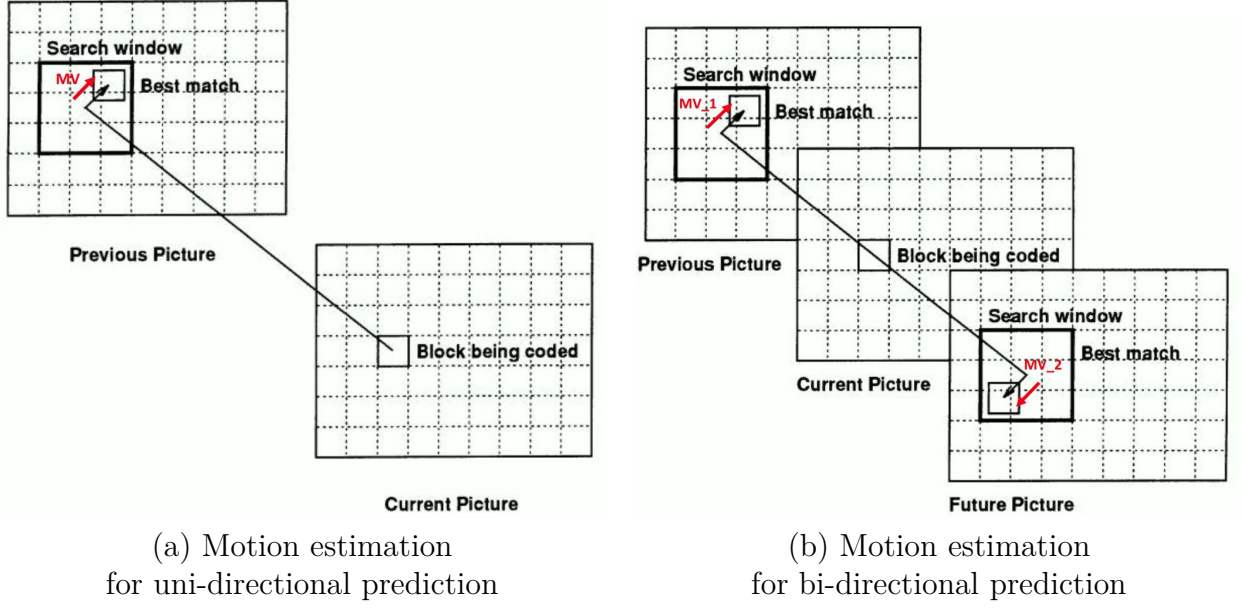 Search window
MV
Best match
Previous Picture
Block being coded
Current Picture
(a) Motion estimation
for uni-directional prediction
Search window
MV_1
Best match
Previous Picture
Block being coded
Current Picture
Search window
Best match
MV_2
Future Picture
(b) Motion estimation
for bi-directional prediction